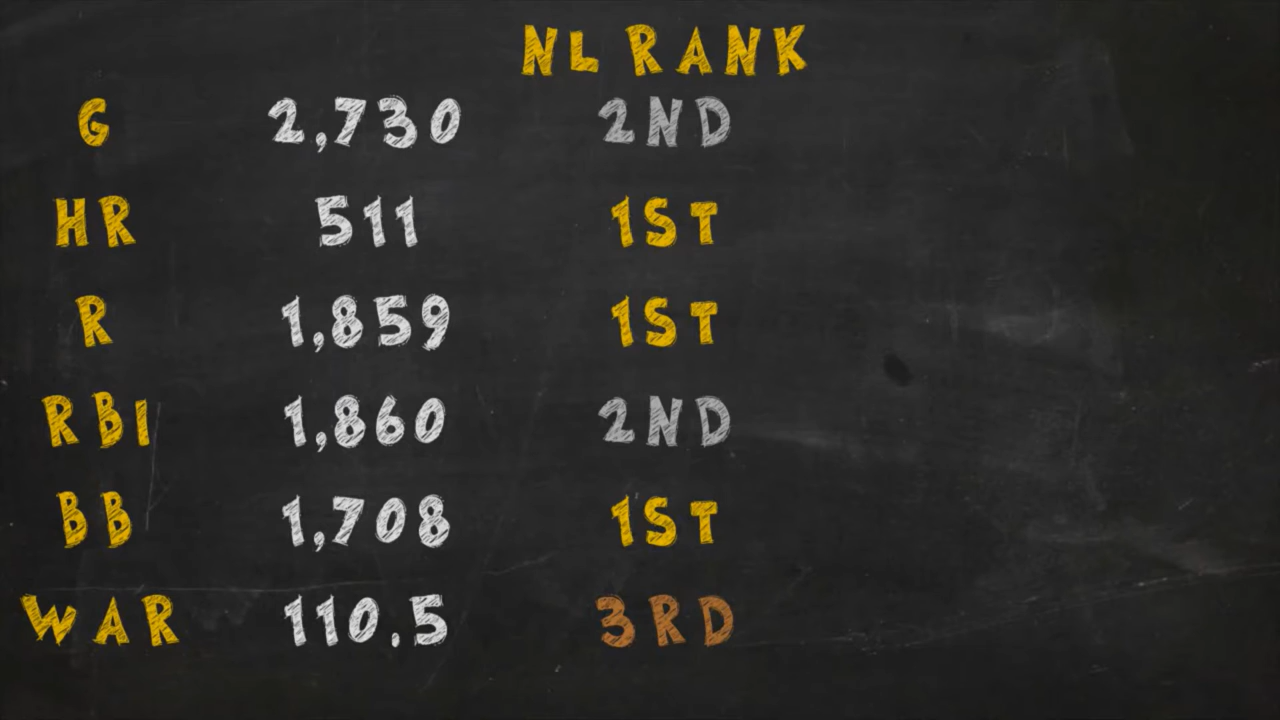 NL RANK
G 2,730 2ND
HR 511 1ST
R 1,859 1ST
RBI 1,860 2ND
BB 1,708 1ST
WAR 110.5 3RD